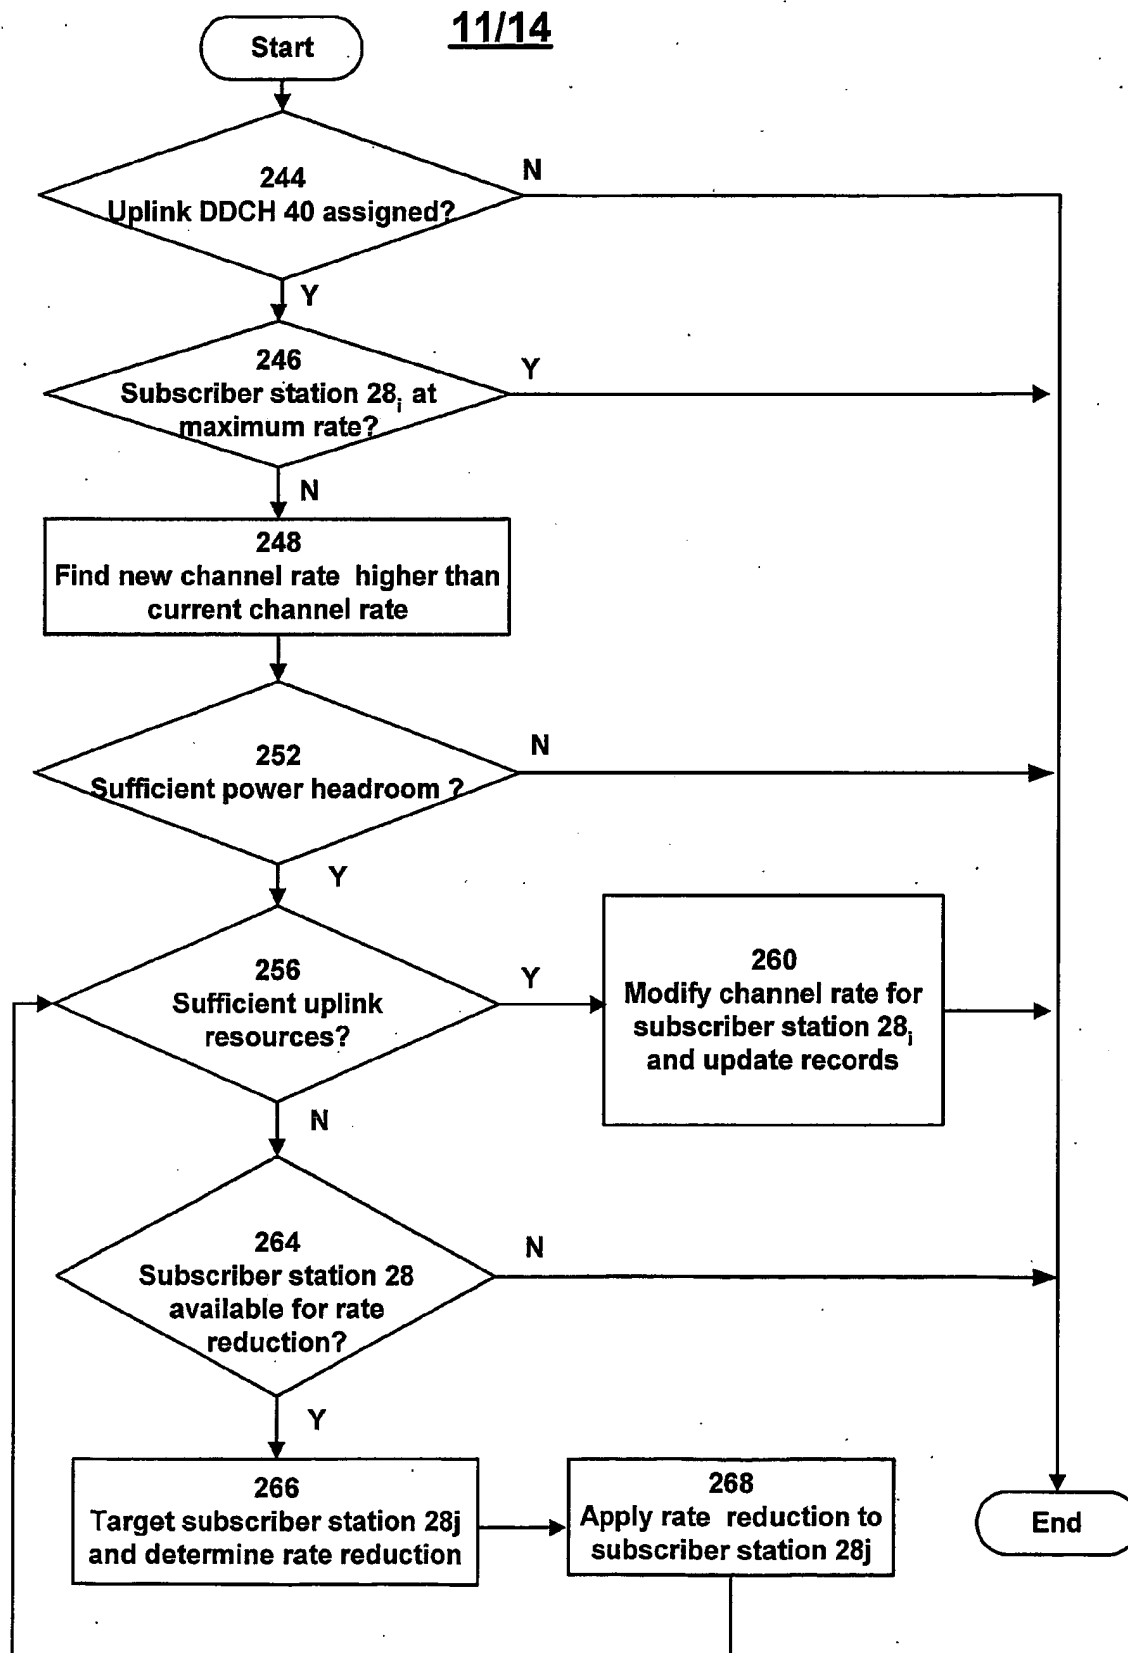 11/14
Start
244
Uplink DDCH 40 assigned?
N
Y
246
Subscriber station 28i at
maximum rate?
Y
N
248
Find new channel rate higher than
current channel rate
252
Sufficient power headroom ?
N
Y
256
Sufficient uplink
resources?
Y
260
Modify channel rate for
subscriber station 28i
and update records
N
264
Subscriber station 28
available for rate
reduction?
N
Y
266
Target subscriber station 28j
and determine rate reduction
268
Apply rate reduction to
subscriber station 28j
End